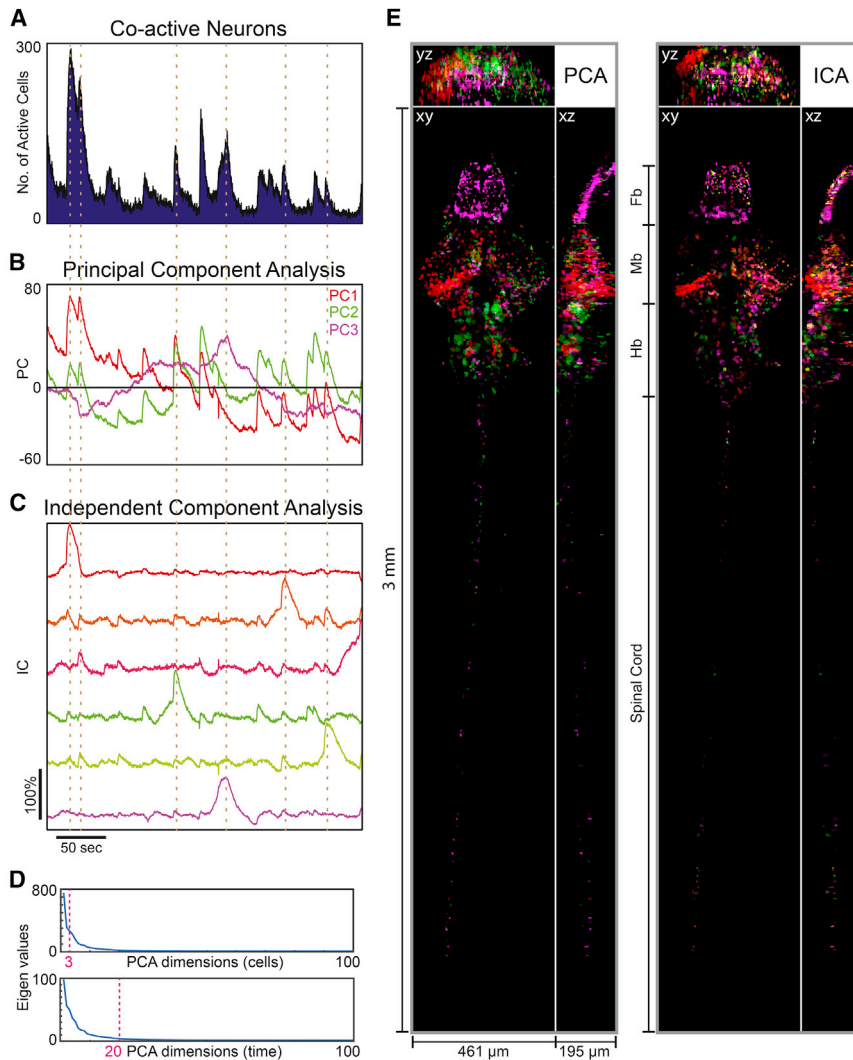 A
Co-active Neurons
300
No. of Active Cells
0
B
Principal Component Analysis
80
PC1
PC2
PC3
PC
0
-60
C
Independent Component Analysis
IC
100%
50 sec
D
800
0
3
PCA dimensions (cells)
100
Eigen values
100
0
20
PCA dimensions (time)
100
E
yz
PCA
xy
xz
3 mm
461 µm
195 µm
yz
ICA
xy
xz
Fb
Mb
Hb
Spinal Cord